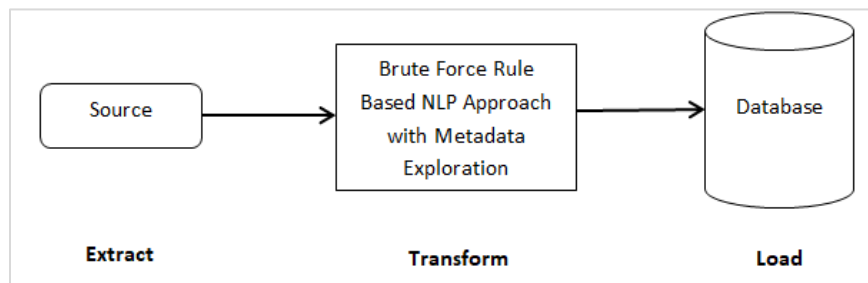 Source
Brute Force Rule
Based NLP Approach
with Metadata
Exploration
Database
Extract
Transform
Load